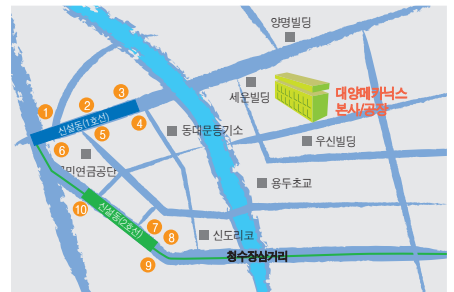 양명빌딩
세운빌딩
대양메카닉스
본사/공장
1
2
3
신설동(1호선)
4
5
6
동대문등기소
우신빌딩
국민연금공단
용두초교
10
신설동(2호선)
7
8
9
신도리코
청수장삼거리